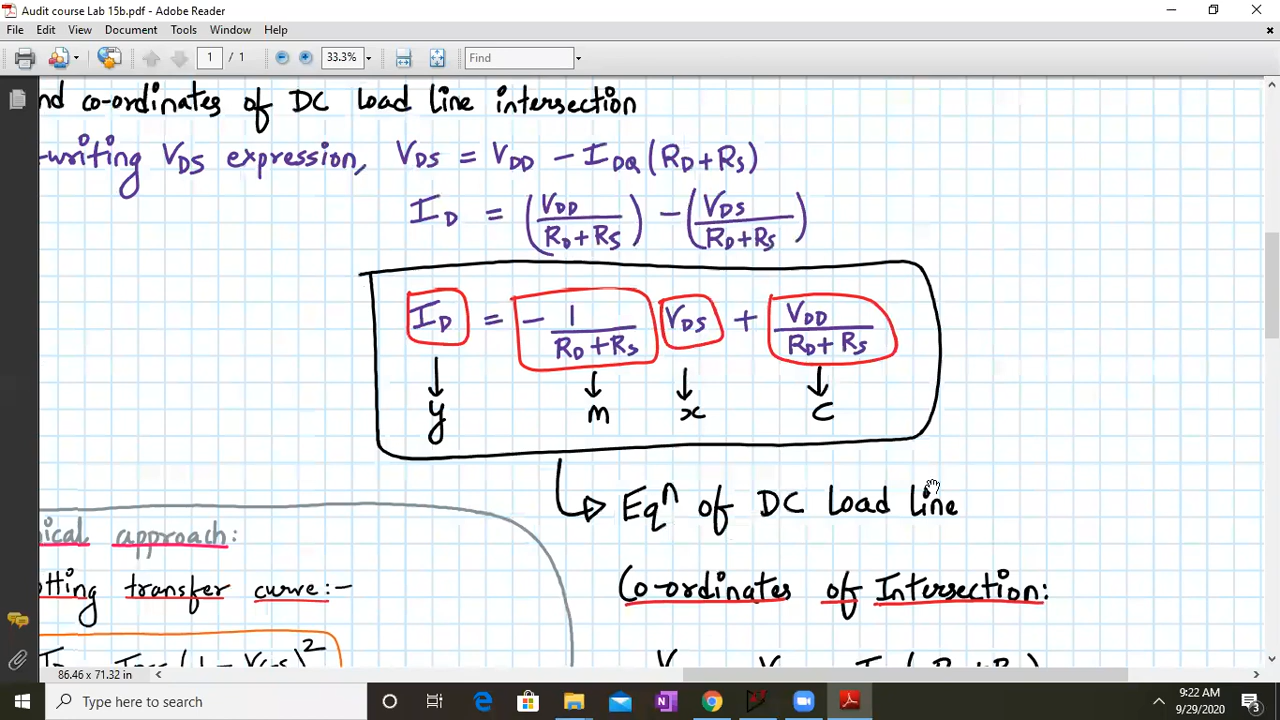 Audit course Lab 15b.pdf - Adobe Reader
File Edit View Document Tools Window Help
1 / 1 33.3% Find
nd co-ordinates of DC Load Line intersection
-writing VDS expression, VDS = VDD - IDQ (RD+RS)
ID = (VDD / RD+RS) - (VDS / RD+RS)
ID = - 1 / RD+RS VDS + VDD / RD+RS
y m x C
Eqn of DC Load line
ical approach:
Co-ordinates of Intersection:
otting transfer curve:-
86.46 x 71.32 in
Type here to search
9:22 AM
9/29/2020
3